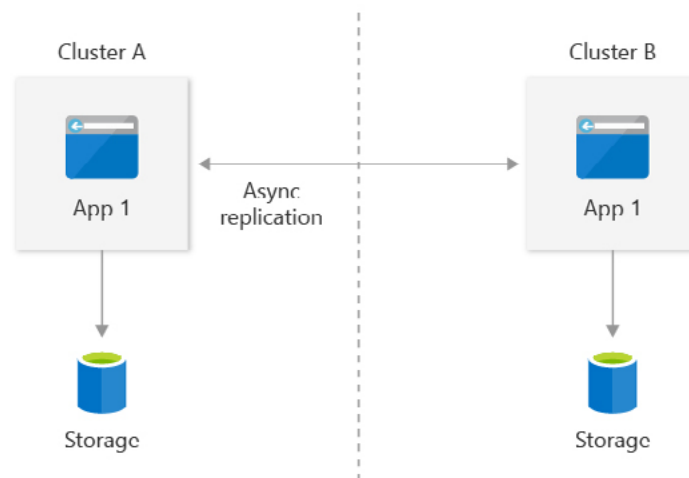 Cluster A
Cluster B
App 1
App 1
Async
replication
Storage
Storage